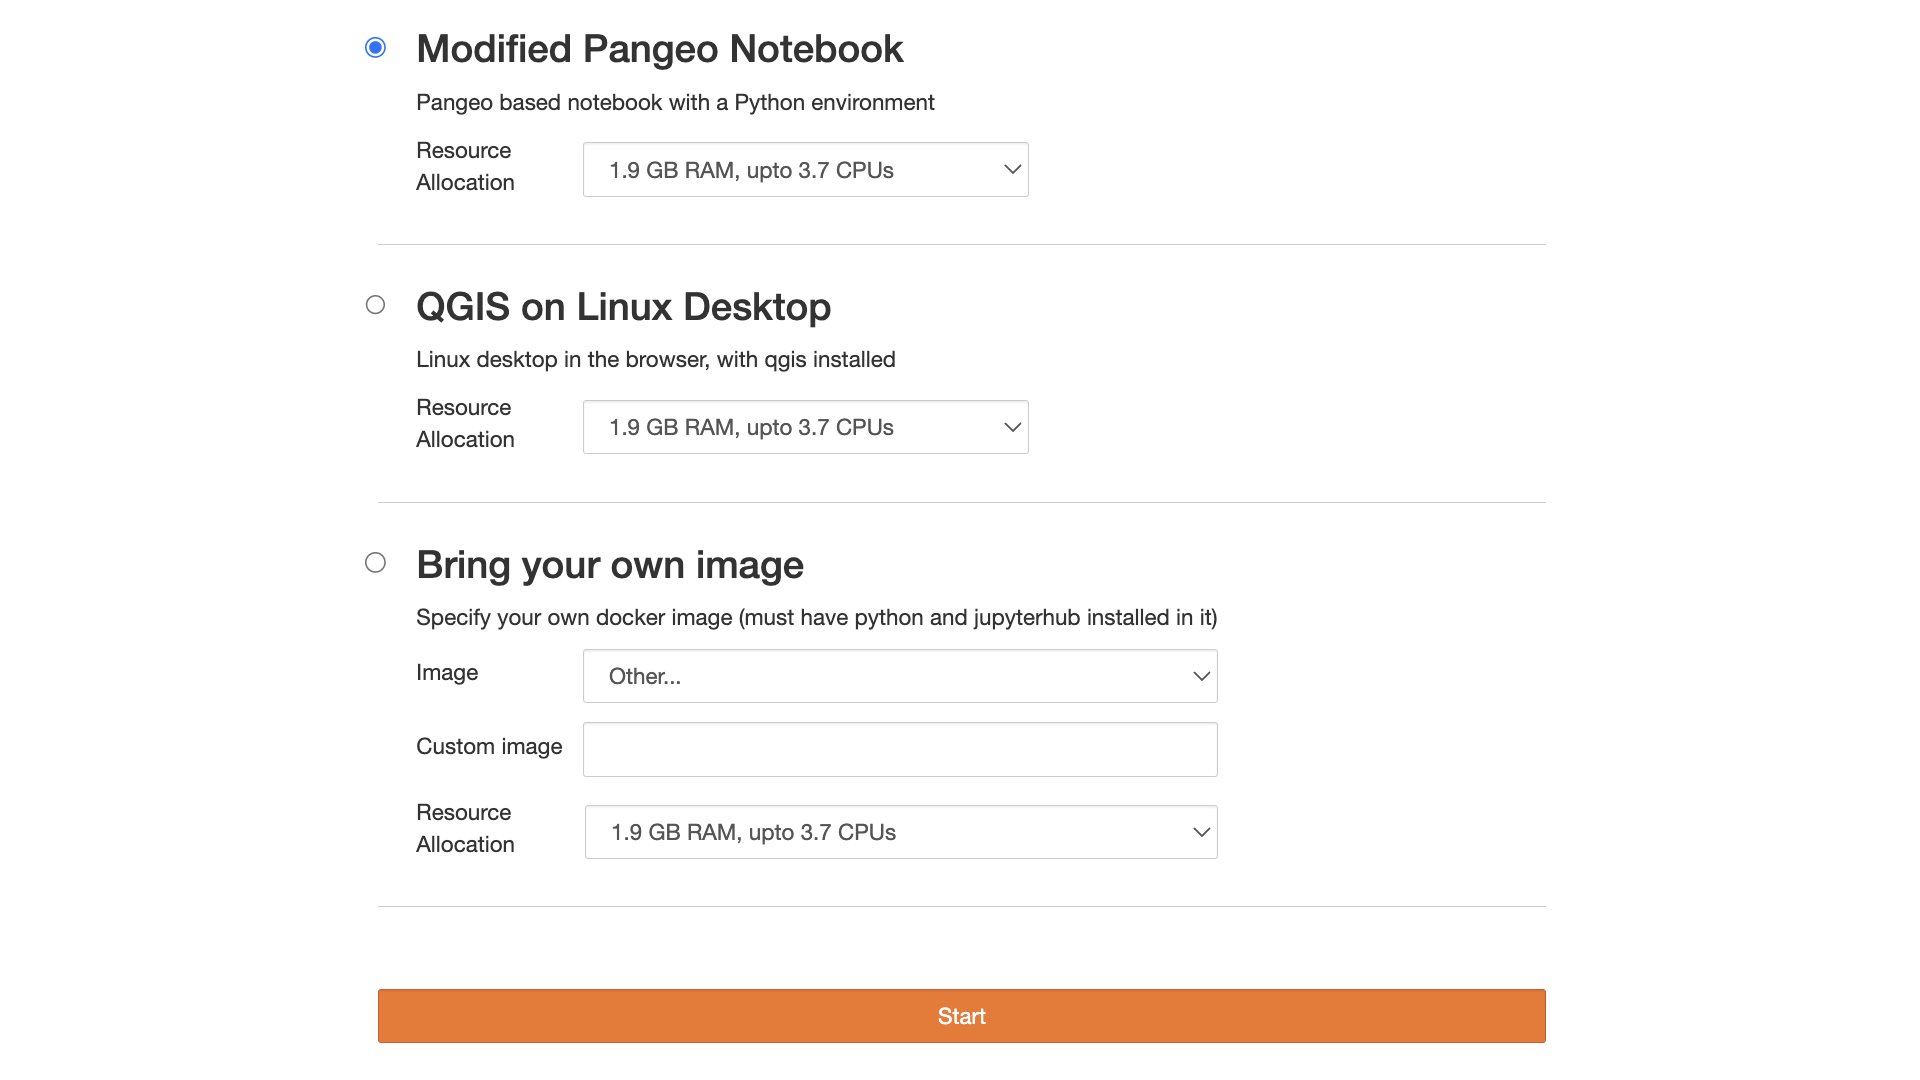 Modified Pangeo Notebook
Pangeo based notebook with a Python environment
Resource
Allocation
1.9 GB RAM, upto 3.7 CPUs
QGIS on Linux Desktop
Linux desktop in the browser, with qgis installed
Resource
Allocation
1.9 GB RAM, upto 3.7 CPUs
Bring your own image
Specify your own docker image (must have python and jupyterhub installed in it)
Image
Other...
Custom image
Resource
Allocation
1.9 GB RAM, upto 3.7 CPUs
Start